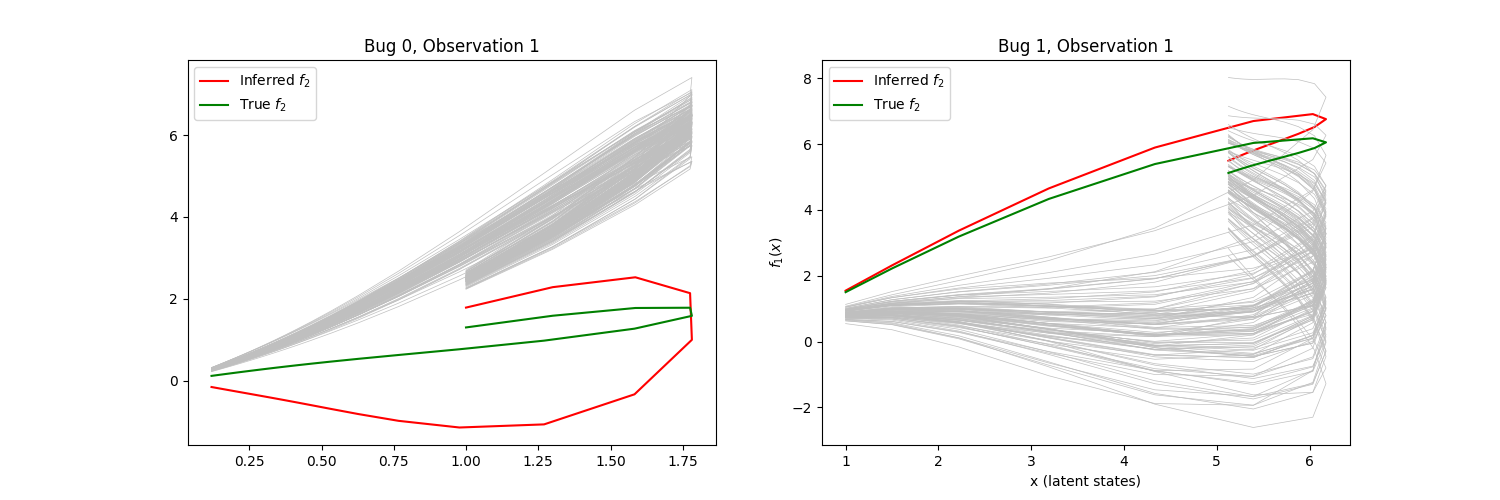 Bug 0, Observation 1
Inferred f₂
True f₂
6
4
2
0
0.25 0.50 0.75 1.00 1.25 1.50 1.75
Bug 1, Observation 1
Inferred f₂
True f₂
f₁(x)
8
6
4
2
0
−2
1 2 3 4 5 6
x (latent states)